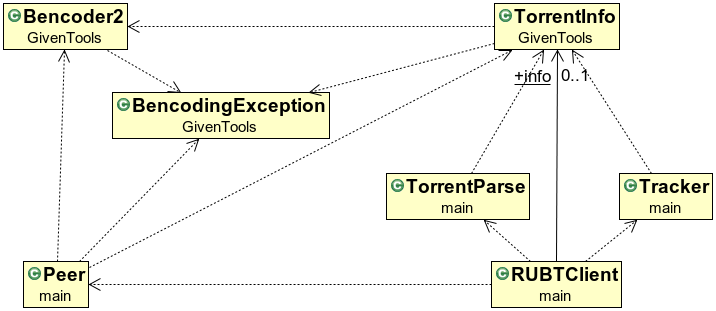 Bencoder2
GivenTools
TorrentInfo
GivenTools
+info
0..1
BencodingException
GivenTools
TorrentParse
main
Tracker
main
Peer
main
RUBTClient
main